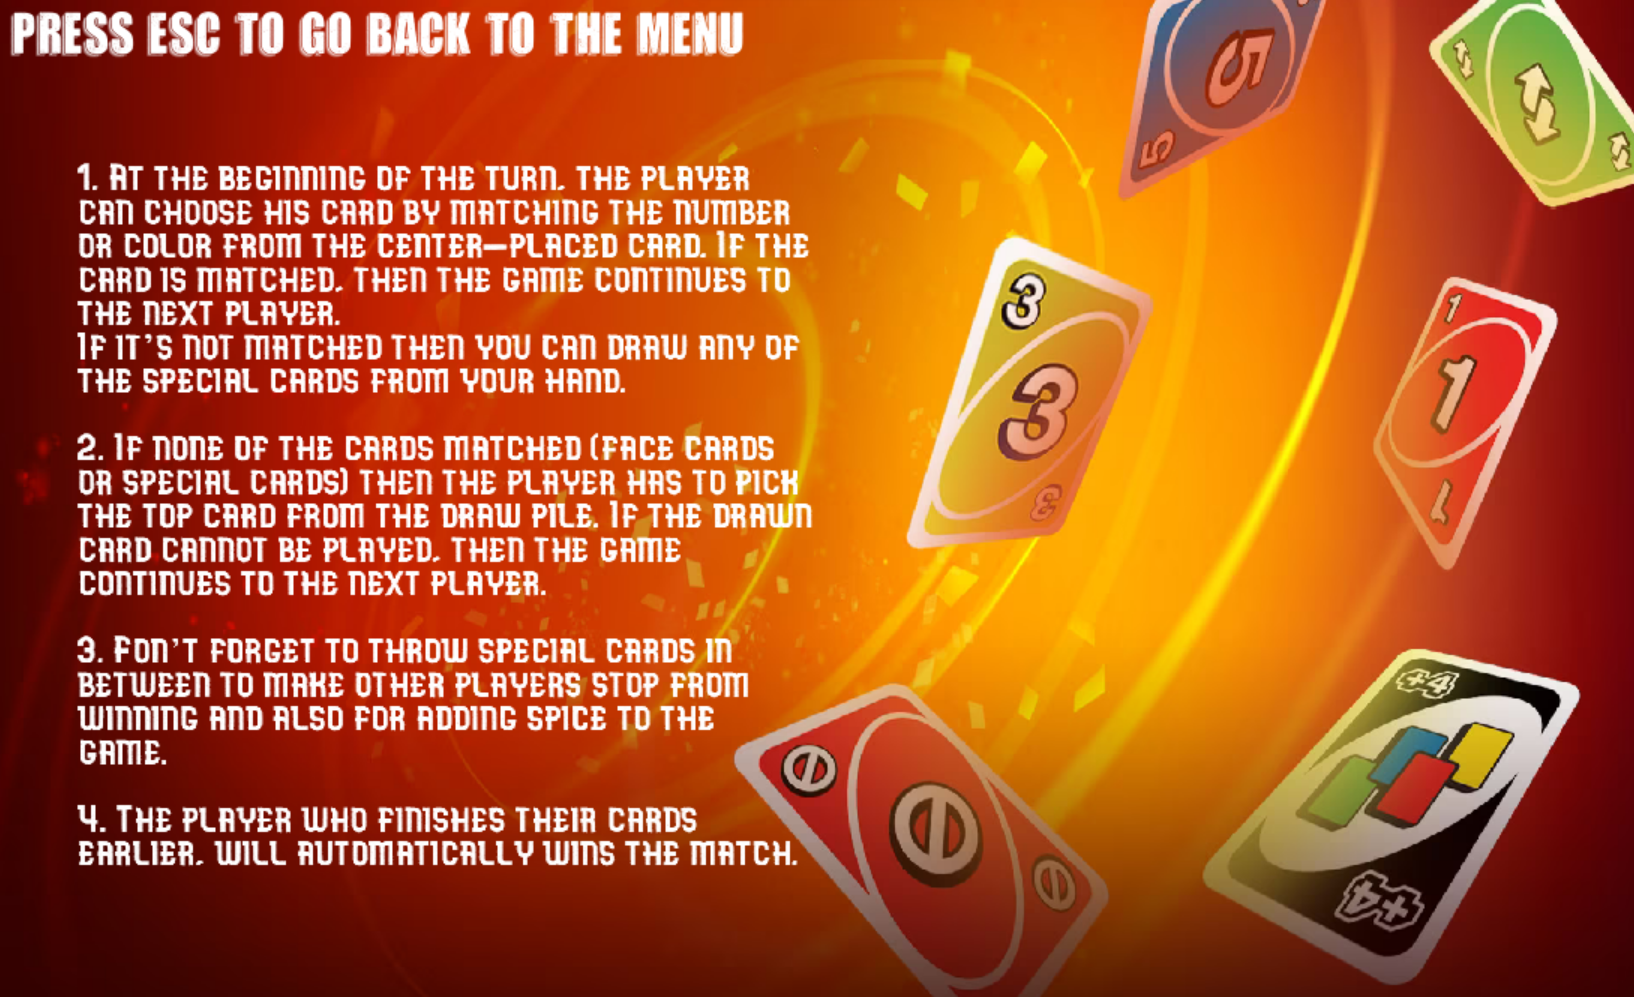 PRESS ESC TO GO BACK TO THE MENU
1. At the beginning of the turn, the player
can choose his card by matching the number
or color from the center-placed card. If the
card is matched, then the game continues to
the next player.
If it's not matched then you can draw any of
the special cards from your hand.
2. If none of the cards matched (face cards
or special cards) then the player has to pick
the top card from the draw pile. If the drawn
card cannot be played, then the game
continues to the next player.
3. Fon't forget to throw special cards in
between to make other players stop from
winning and also for adding spice to the
game.
4. The player who finishes their cards
earlier, will automatically wins the match.
5
5
3
3
3
1
1
1
+4
+4